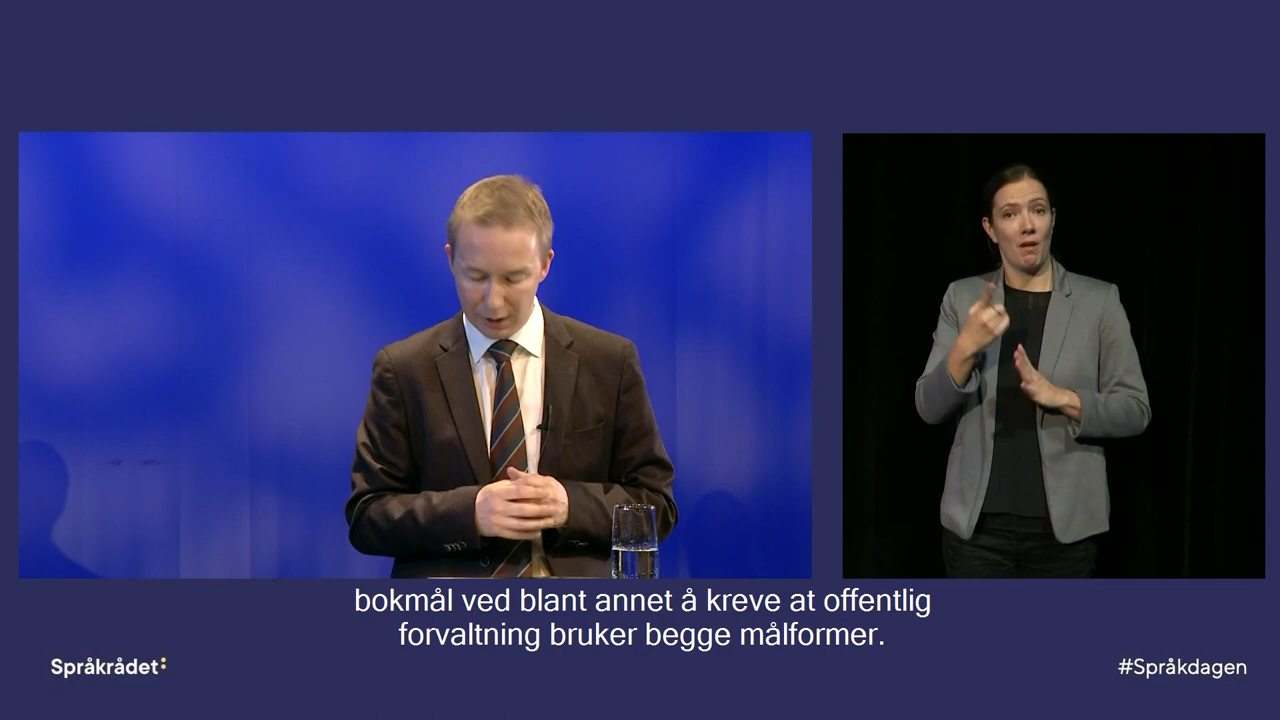 bokmål ved blant annet å kreve at offentlig
forvaltning bruker begge målformer.
Språkrådet:
#Språkdagen